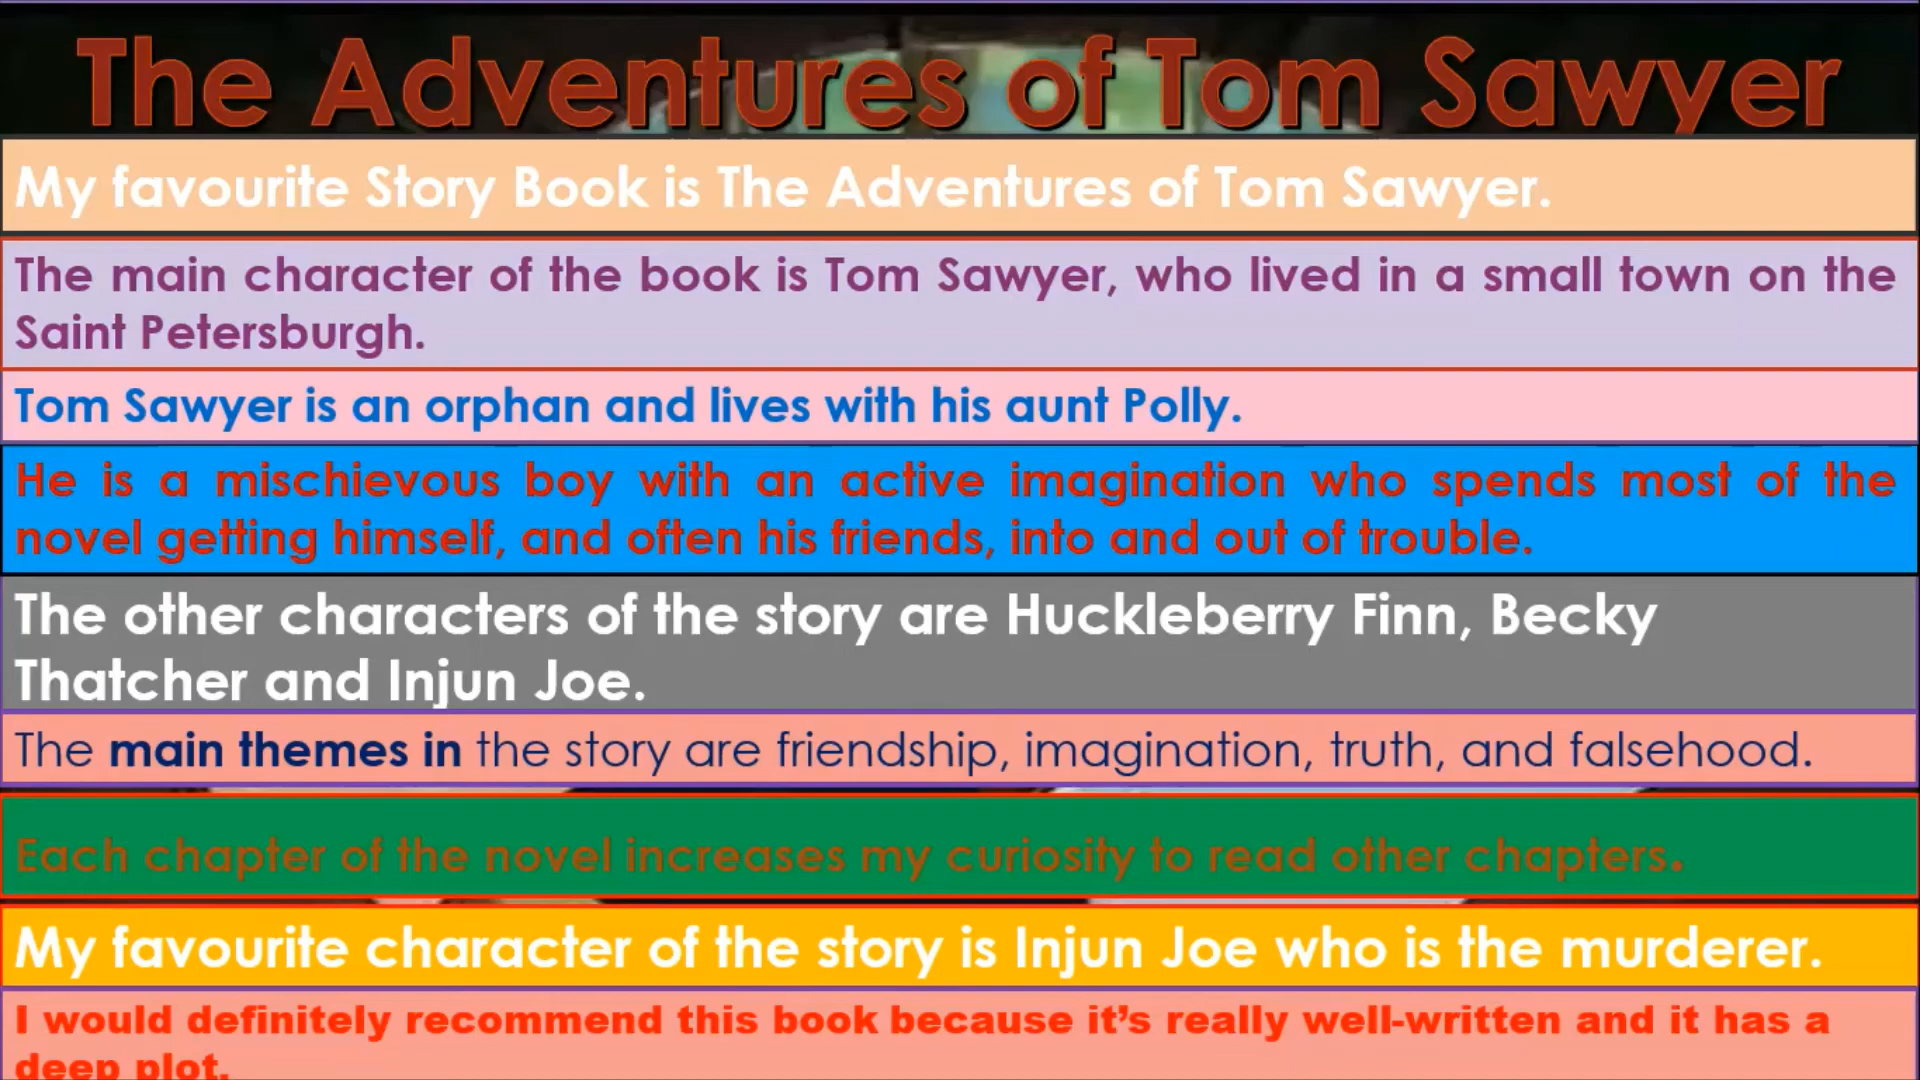 The Adventures of Tom Sawyer
My favourite Story Book is The Adventures of Tom Sawyer.
The main character of the book is Tom Sawyer, who lived in a small town on the
Saint Petersburgh.
Tom Sawyer is an orphan and lives with his aunt Polly.
He is a mischievous boy with an active imagination who spends most of the
novel getting himself, and often his friends, into and out of trouble.
The other characters of the story are Huckleberry Finn, Becky
Thatcher and Injun Joe.
The main themes in the story are friendship, imagination, truth, and falsehood.
Each chapter of the novel increases my curiosity to read other chapters.
My favourite character of the story is Injun Joe who is the murderer.
I would definitely recommend this book because it's really well-written and it has a
deep plot.